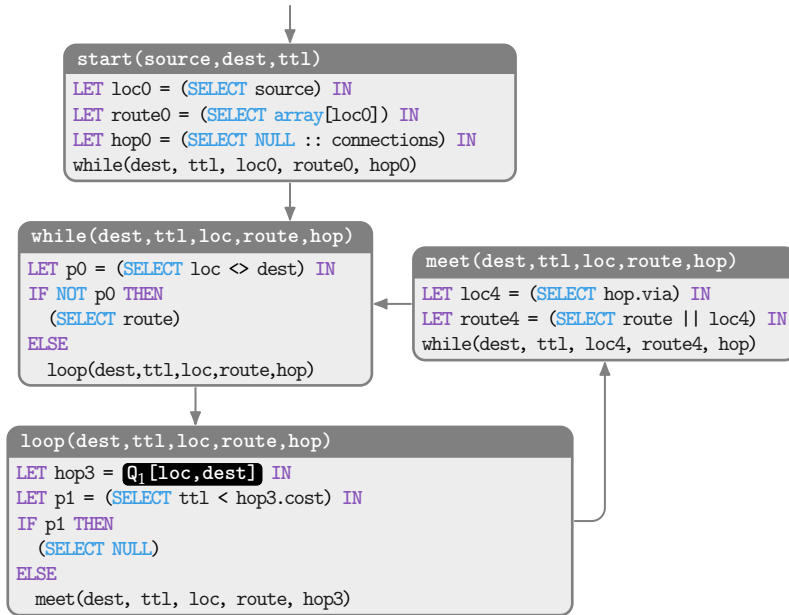 start(source,dest,ttl)
LET loc0 = (SELECT source) IN
LET route0 = (SELECT array[loc0]) IN
LET hop0 = (SELECT NULL :: connections) IN
while(dest, ttl, loc0, route0, hop0)
while(dest,ttl,loc,route,hop)
LET p0 = (SELECT loc <> dest) IN
IF NOT p0 THEN
(SELECT route)
ELSE
loop(dest,ttl,loc,route,hop)
meet(dest,ttl,loc,route,hop)
LET loc4 = (SELECT hop.via) IN
LET route4 = (SELECT route || loc4) IN
while(dest, ttl, loc4, route4, hop)
loop(dest,ttl,loc,route,hop)
LET hop3 = Q₁[loc,dest] IN
LET p1 = (SELECT ttl < hop3.cost) IN
IF p1 THEN
(SELECT NULL)
ELSE
meet(dest, ttl, loc, route, hop3)